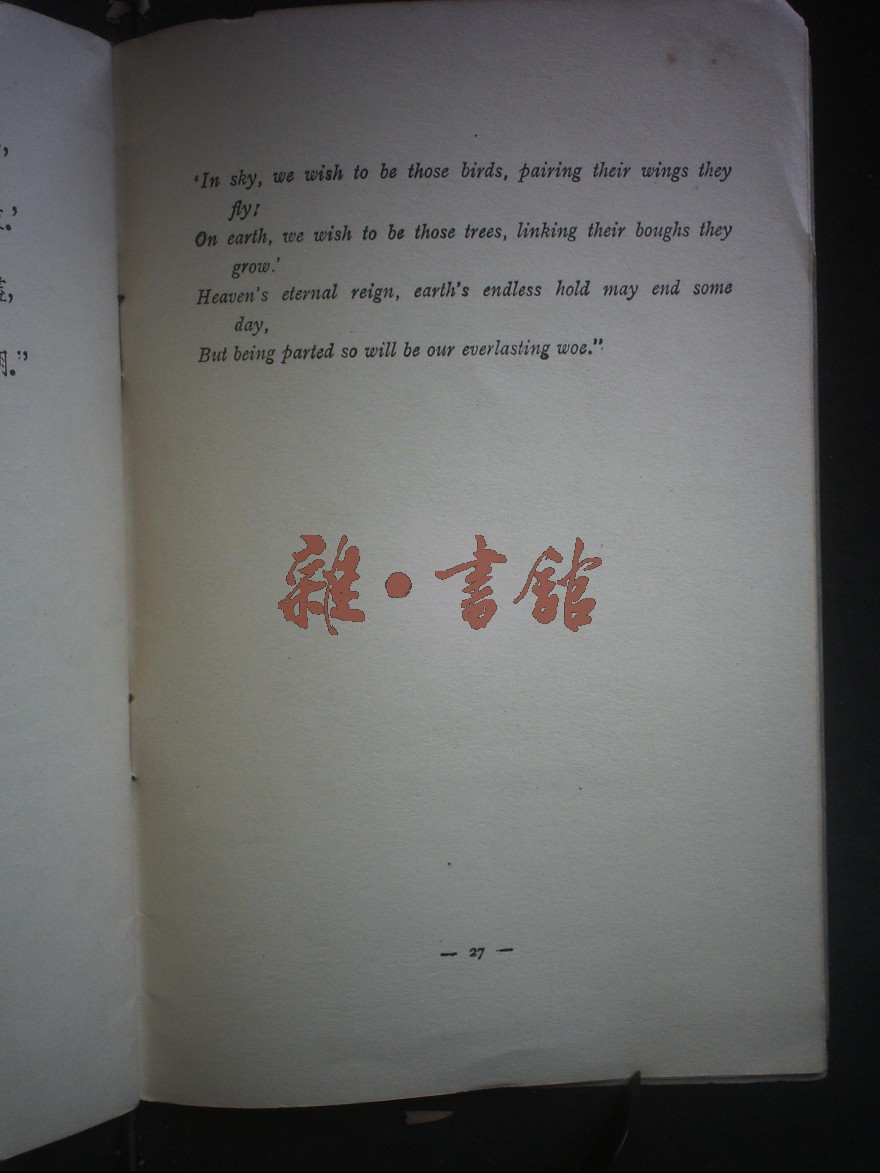 ‘In sky, we wish to be those birds, pairing their wings they
fly;
On earth, we wish to be those trees, linking their boughs they
grow.’
Heaven's eternal reign, earth's endless hold may end some
day,
But being parted so will be our everlasting woe.”
雜·書館
— 27 —